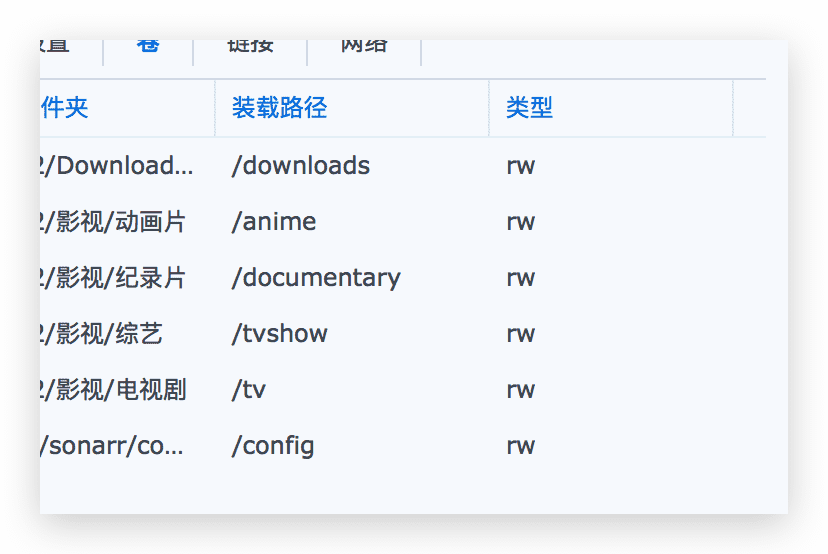 置 卷 链接 网络
件夹 装载路径 类型
2/Download... /downloads rw
2/影视/动画片 /anime rw
2/影视/纪录片 /documentary rw
2/影视/综艺 /tvshow rw
2/影视/电视剧 /tv rw
/sonarr/co... /config rw